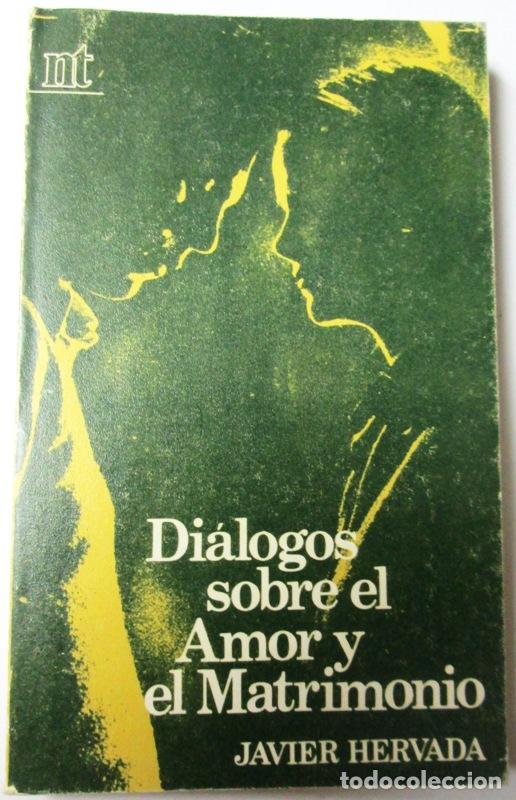 nt
Diálogos
sobre el
Amor y
el Matrimonio
JAVIER HERVADA
todocoleccion